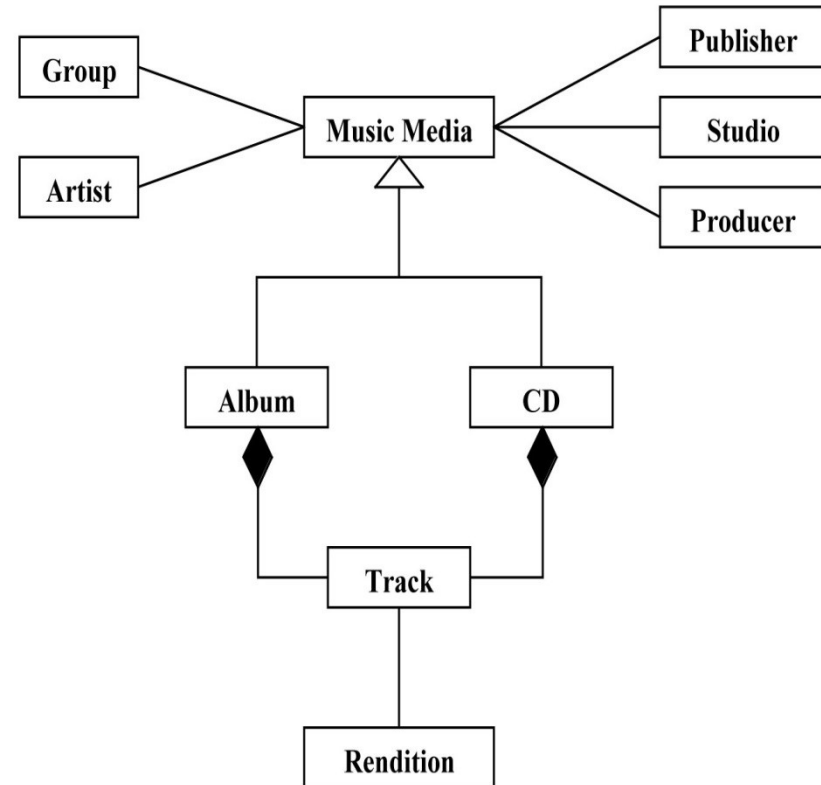 Publisher
Group
Music Media
Studio
Artist
Producer
Album
CD
Track
Rendition